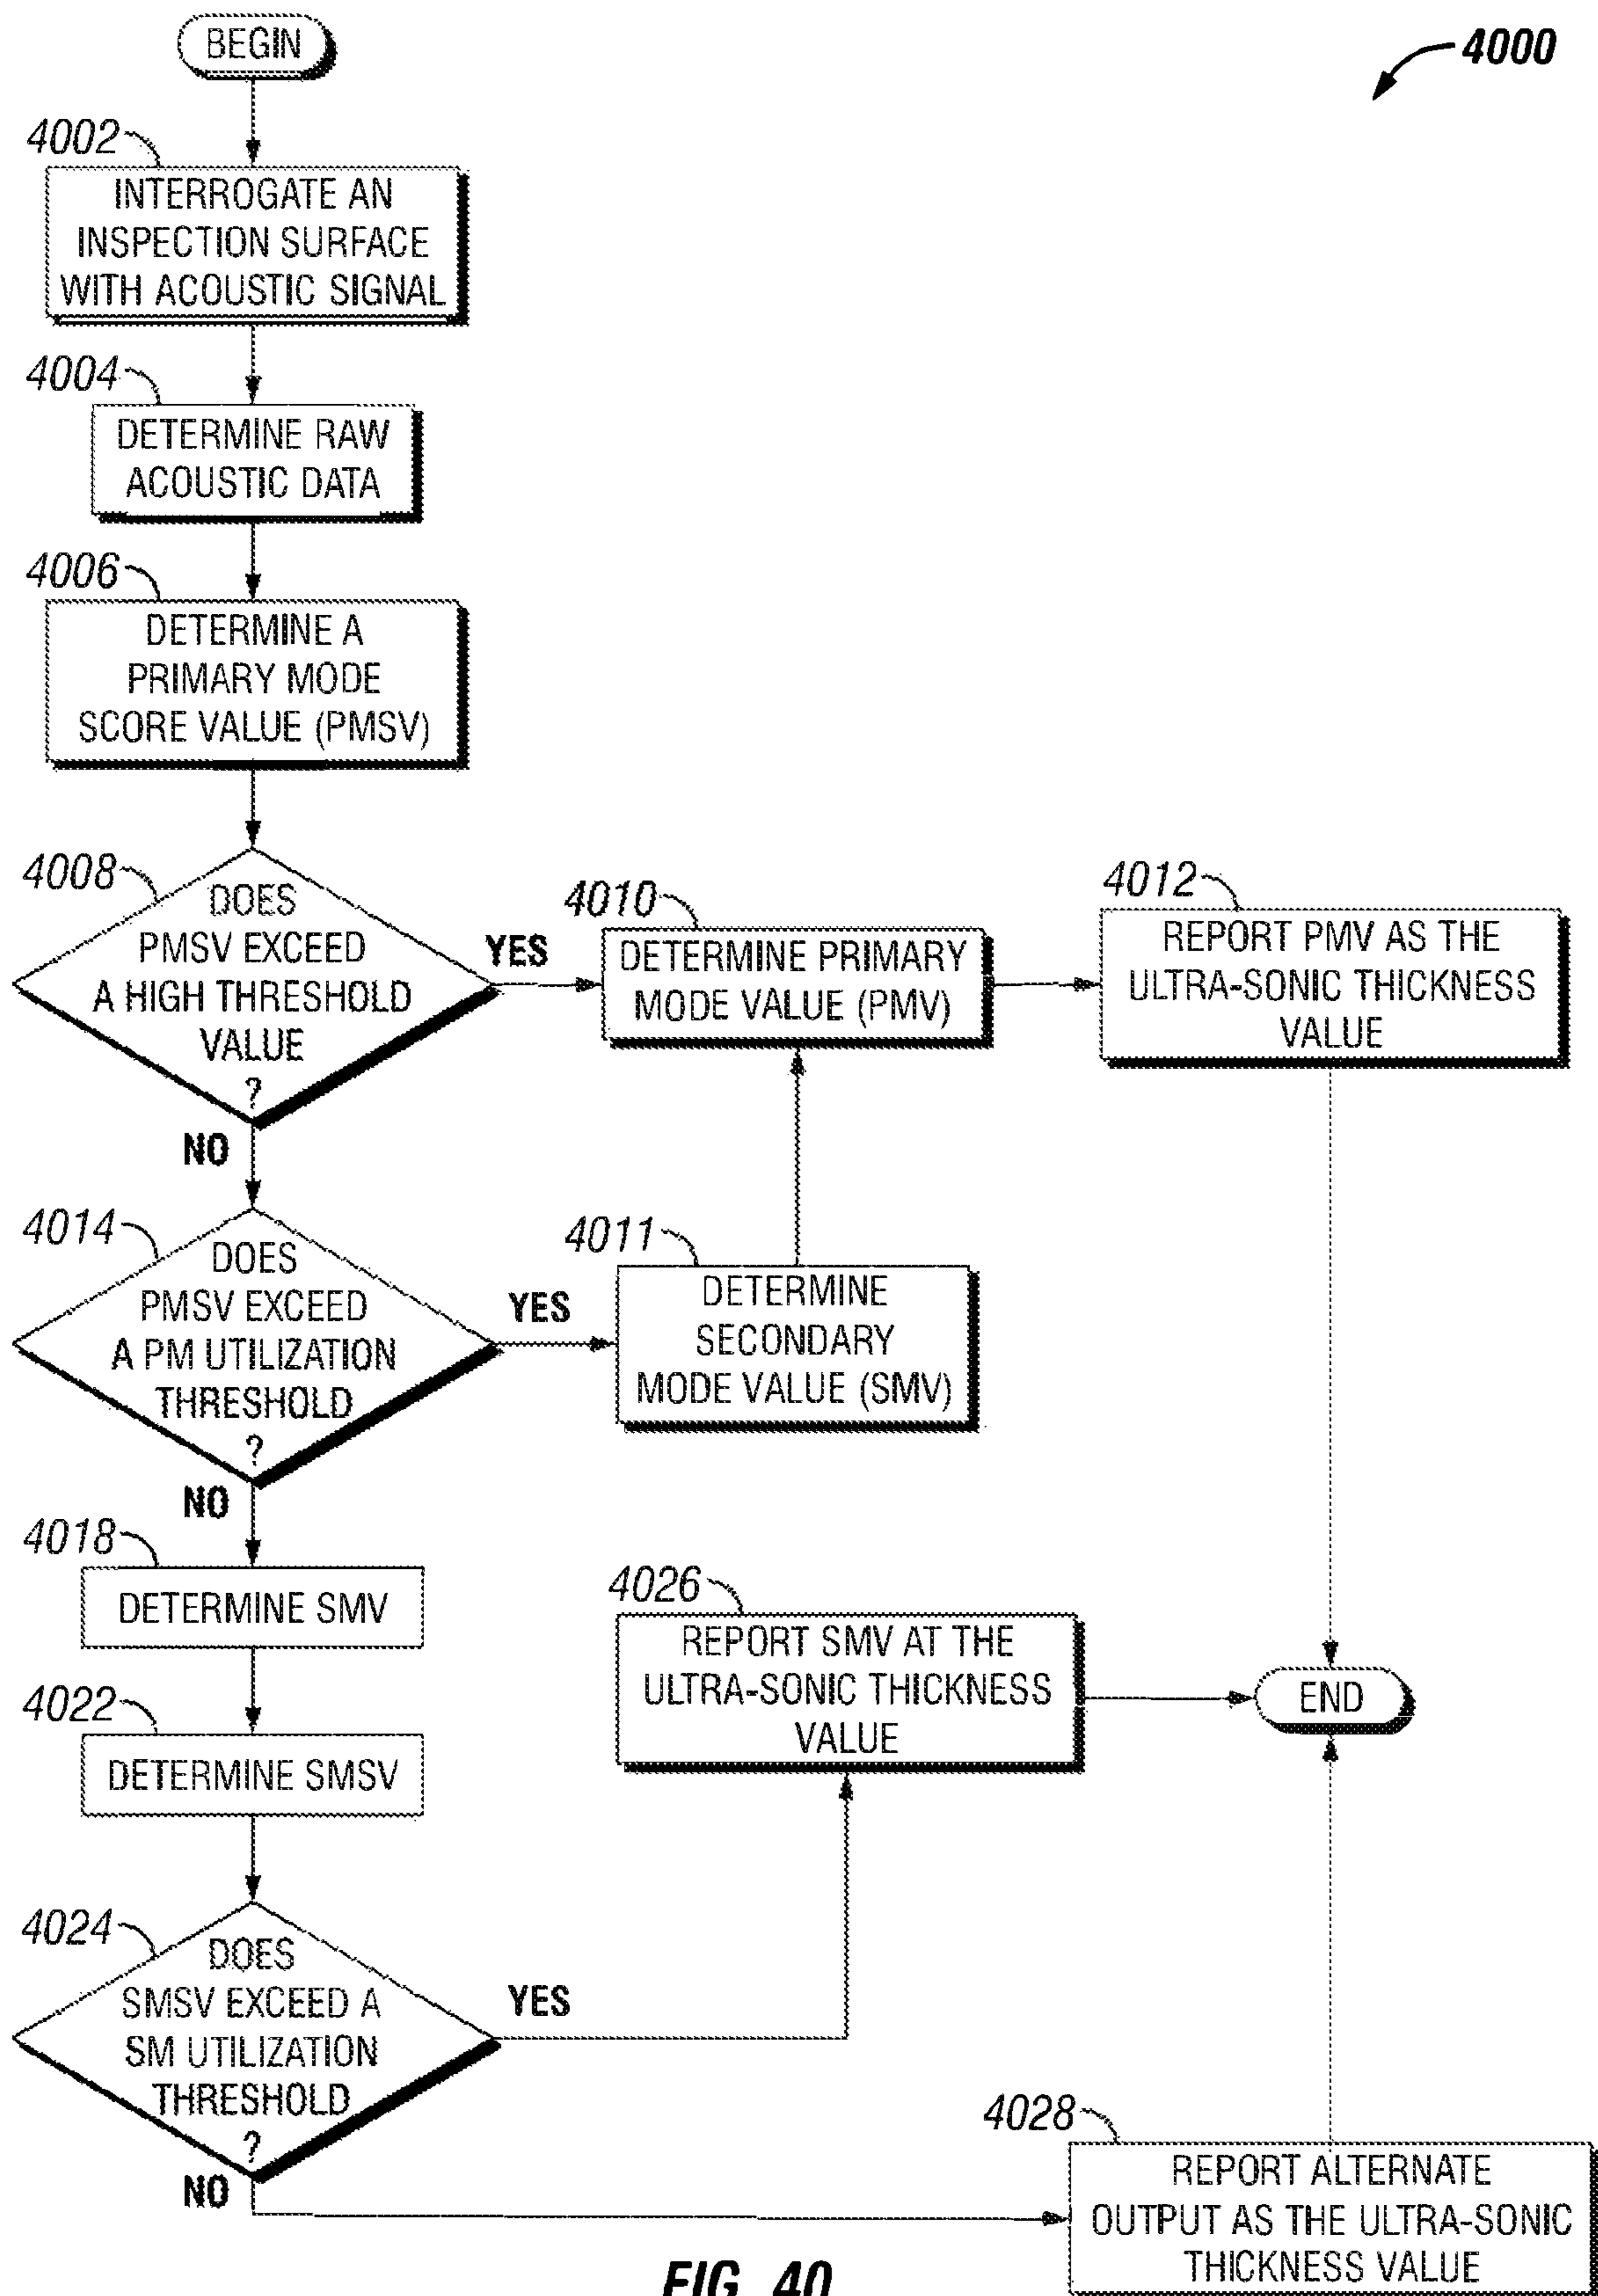 BEGIN
4000
4002
INTERROGATE AN
INSPECTION SURFACE
WITH ACOUSTIC SIGNAL
4004
DETERMINE RAW
ACOUSTIC DATA
4006
DETERMINE A
PRIMARY MODE
SCORE VALUE (PMSV)
4008
DOES
PMSV EXCEED
A HIGH THRESHOLD
VALUE
?
YES
NO
4010
DETERMINE PRIMARY
MODE VALUE (PMV)
4012
REPORT PMV AS THE
ULTRA-SONIC THICKNESS
VALUE
4014
DOES
PMSV EXCEED
A PM UTILIZATION
THRESHOLD
?
YES
NO
4011
DETERMINE
SECONDARY
MODE VALUE (SMV)
4018
DETERMINE SMV
4026
REPORT SMV AT THE
ULTRA-SONIC THICKNESS
VALUE
END
4022
DETERMINE SMSV
4024
DOES
SMSV EXCEED A
SM UTILIZATION
THRESHOLD
?
YES
NO
4028
REPORT ALTERNATE
OUTPUT AS THE ULTRA-SONIC
THICKNESS VALUE
FIG. 40